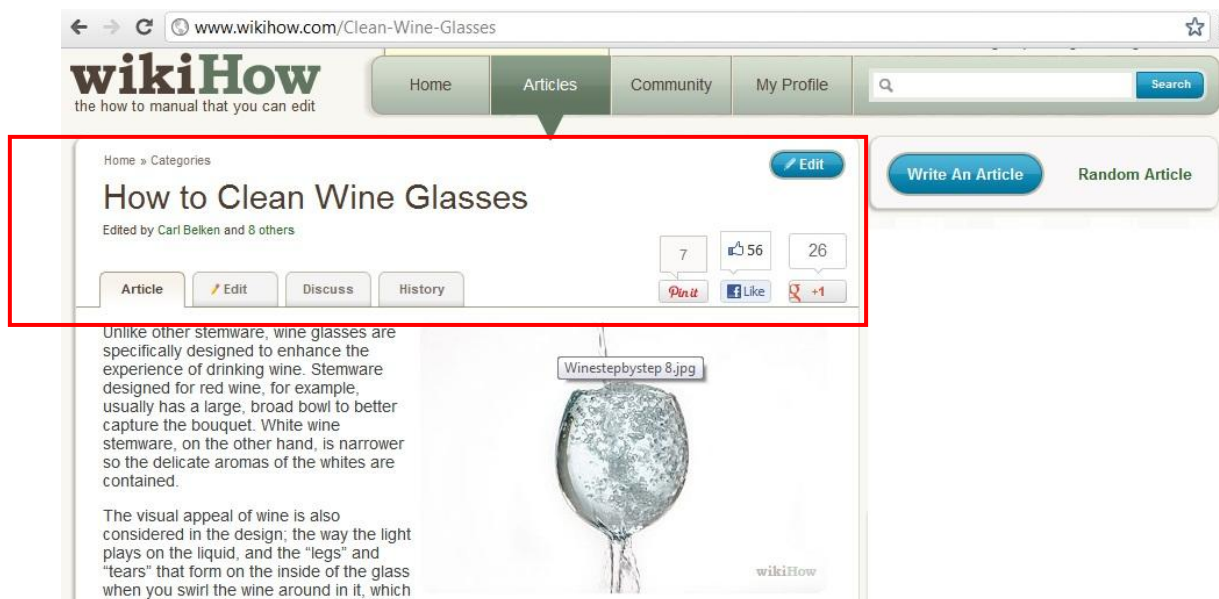 www.wikihow.com/Clean-Wine-Glasses
wikiHow
the how to manual that you can edit
Home
Articles
Community
My Profile
Search
Home » Categories
Edit
How to Clean Wine Glasses
Edited by Carl Belken and 8 others
Write An Article
Random Article
7
56
26
Article
Edit
Discuss
History
Pin it
Like
+1
Unlike other stemware, wine glasses are
specifically designed to enhance the
experience of drinking wine. Stemware
designed for red wine, for example,
usually has a large, broad bowl to better
capture the bouquet. White wine
stemware, on the other hand, is narrower
so the delicate aromas of the whites are
contained.
Winestepbystep 8.jpg
The visual appeal of wine is also
considered in the design; the way the light
plays on the liquid, and the “legs” and
“tears” that form on the inside of the glass
when you swirl the wine around in it, which
wikiHow